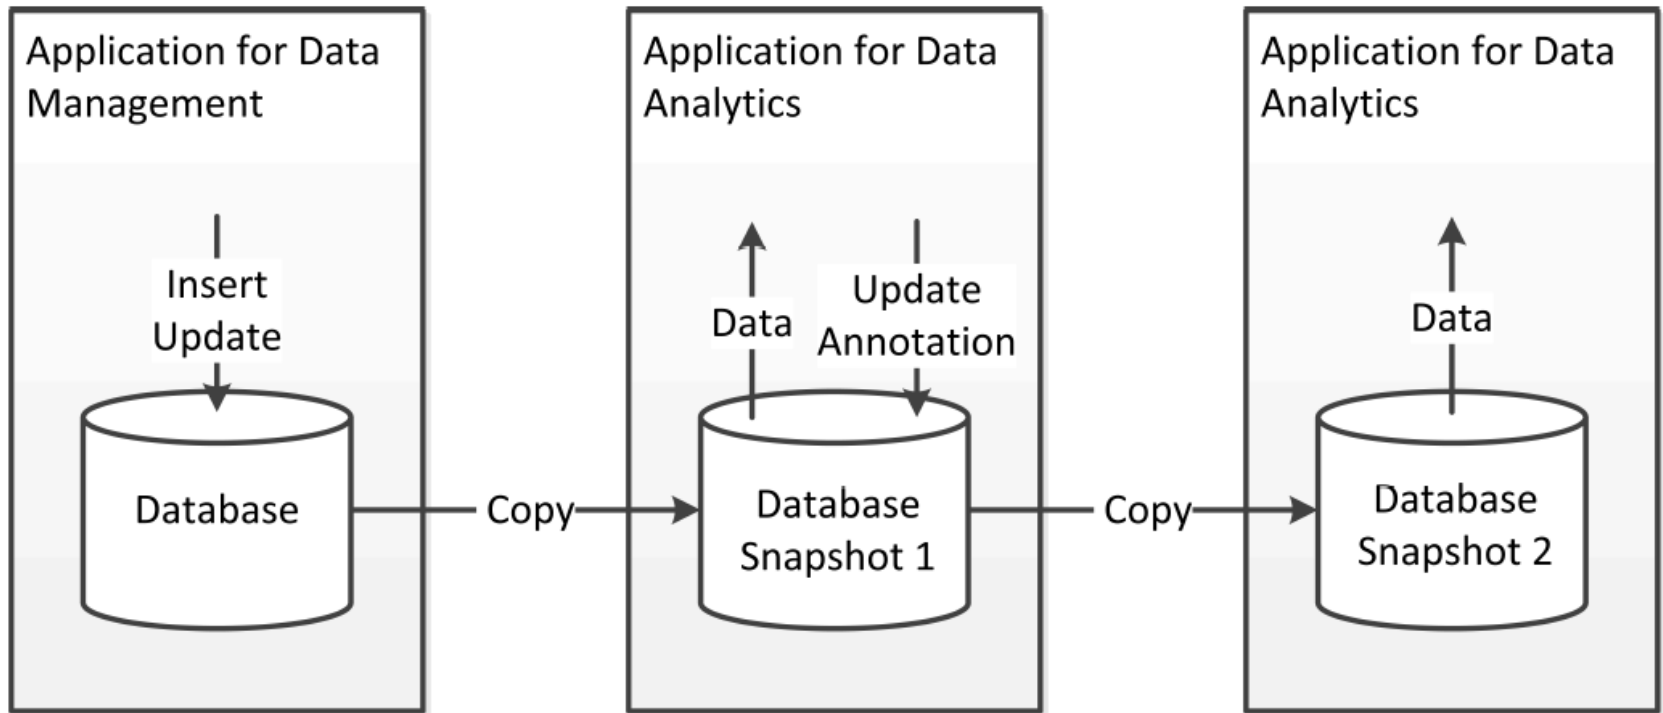 Application for Data
Management
Insert
Update
Database
Copy
Application for Data
Analytics
Data
Update
Annotation
Database
Snapshot 1
Copy
Application for Data
Analytics
Data
Database
Snapshot 2